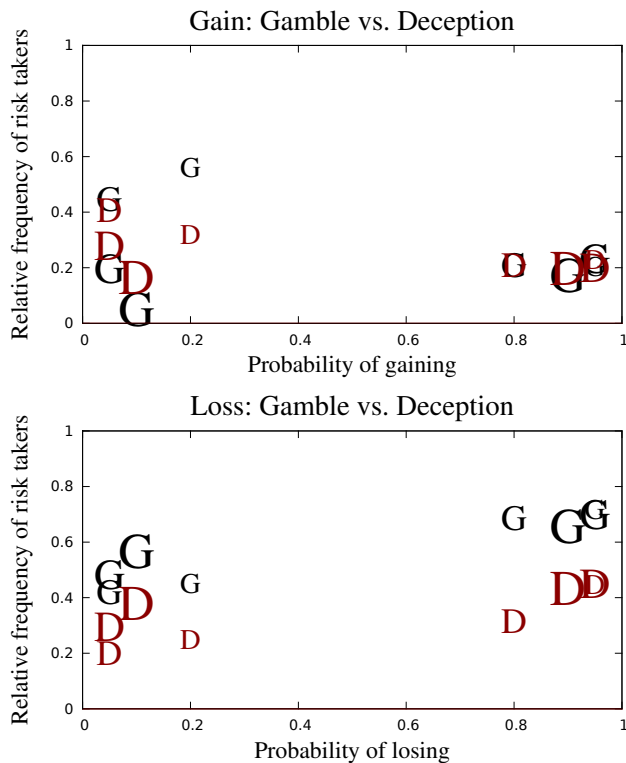 Gain: Gamble vs. Deception
Relative frequency of risk takers
1
0.8
0.6
0.4
0.2
0
G
D
D
G
D
G
G
D
G
D
D
G
G
D
G
D
0 0.2 0.4 0.6 0.8 1
Probability of gaining
Loss: Gamble vs. Deception
Relative frequency of risk takers
1
0.8
0.6
0.4
0.2
0
G
G
G
D
D
D
G
D
G
G
G
G
D
D
D
D
0 0.2 0.4 0.6 0.8 1
Probability of losing